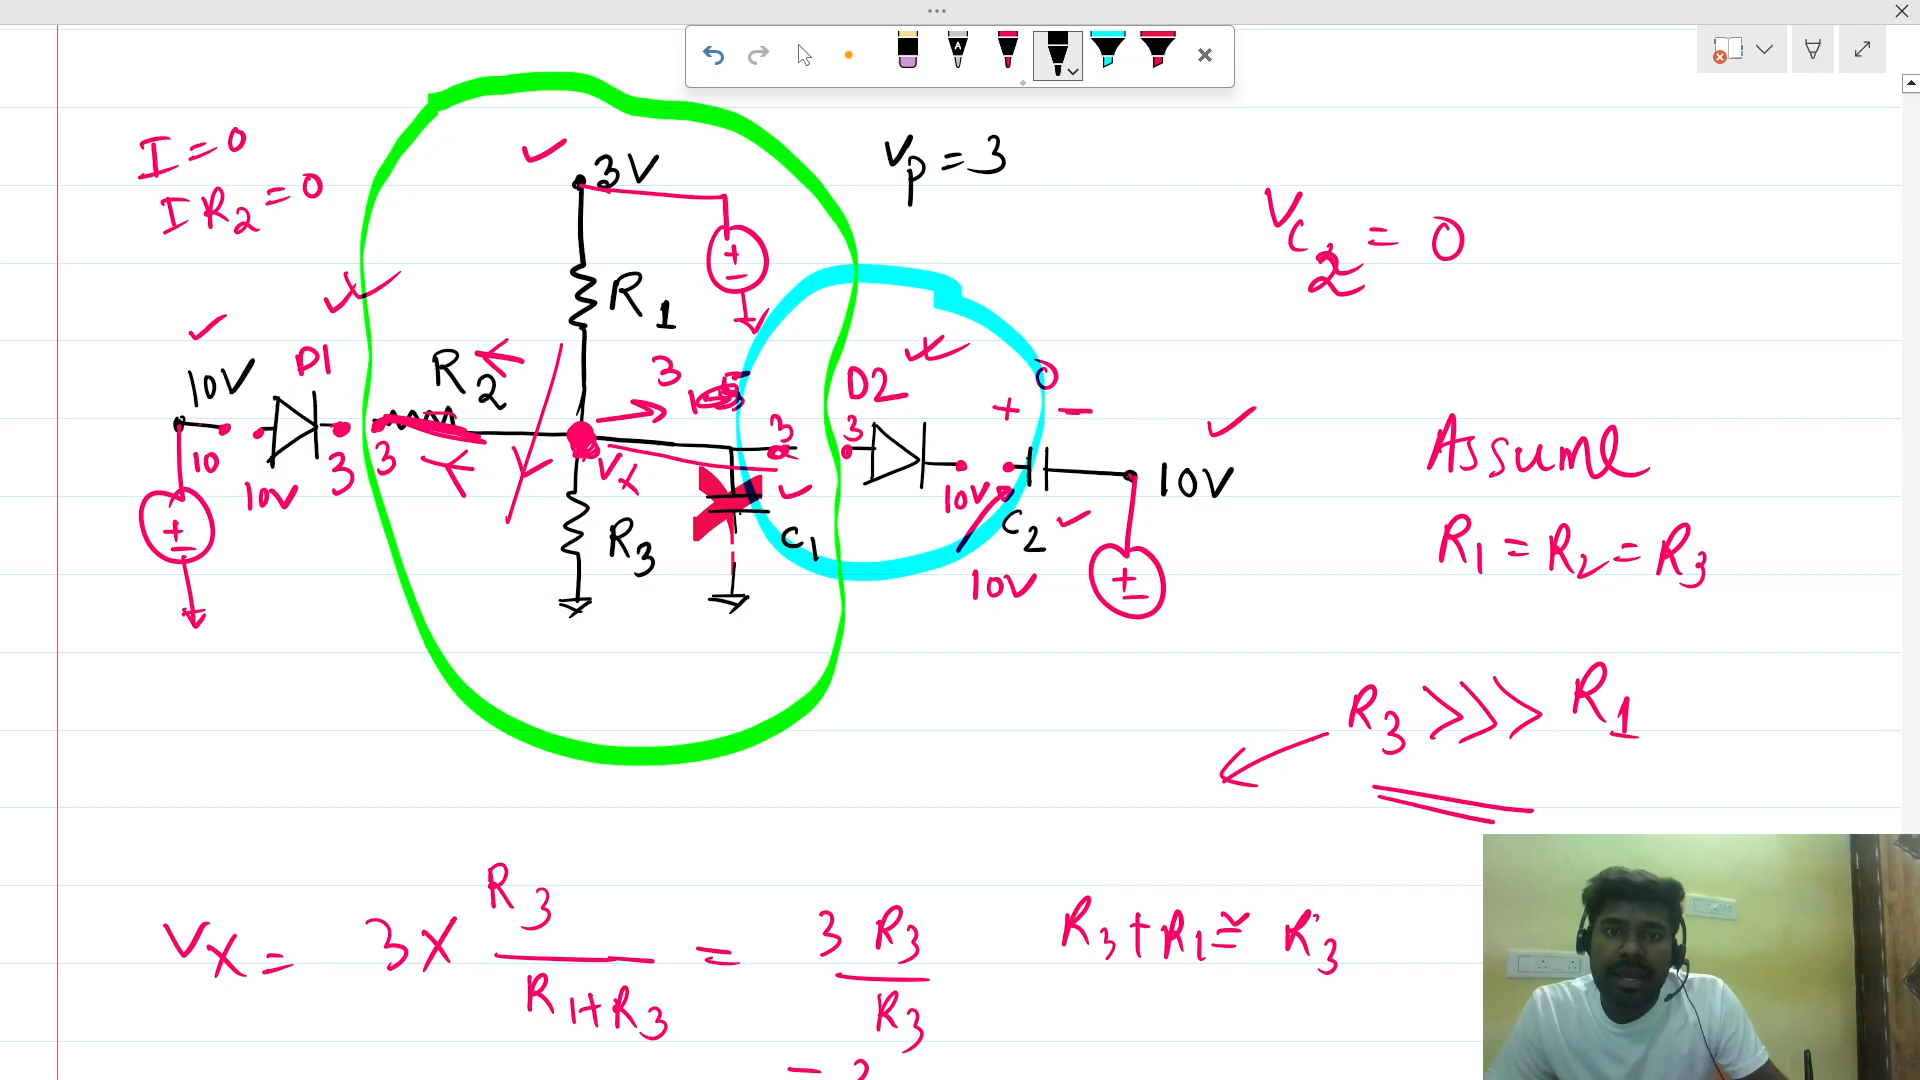 I = 0
I R2 = 0
3V
Vp = 3
Vc2 = 0
R1
+
−
10V
D1
R2
3
D2
0
+ −
10
10V
3
3
Vx
3
3
10V
C2
10V
10V
R3
C1
+
−
+
−
Assume
R1 = R2 = R3
R3 >>> R1
Vx = 3 X R3 / R1+R3 = 3 R3 / R3
R3 + R1 ≅ R3
=